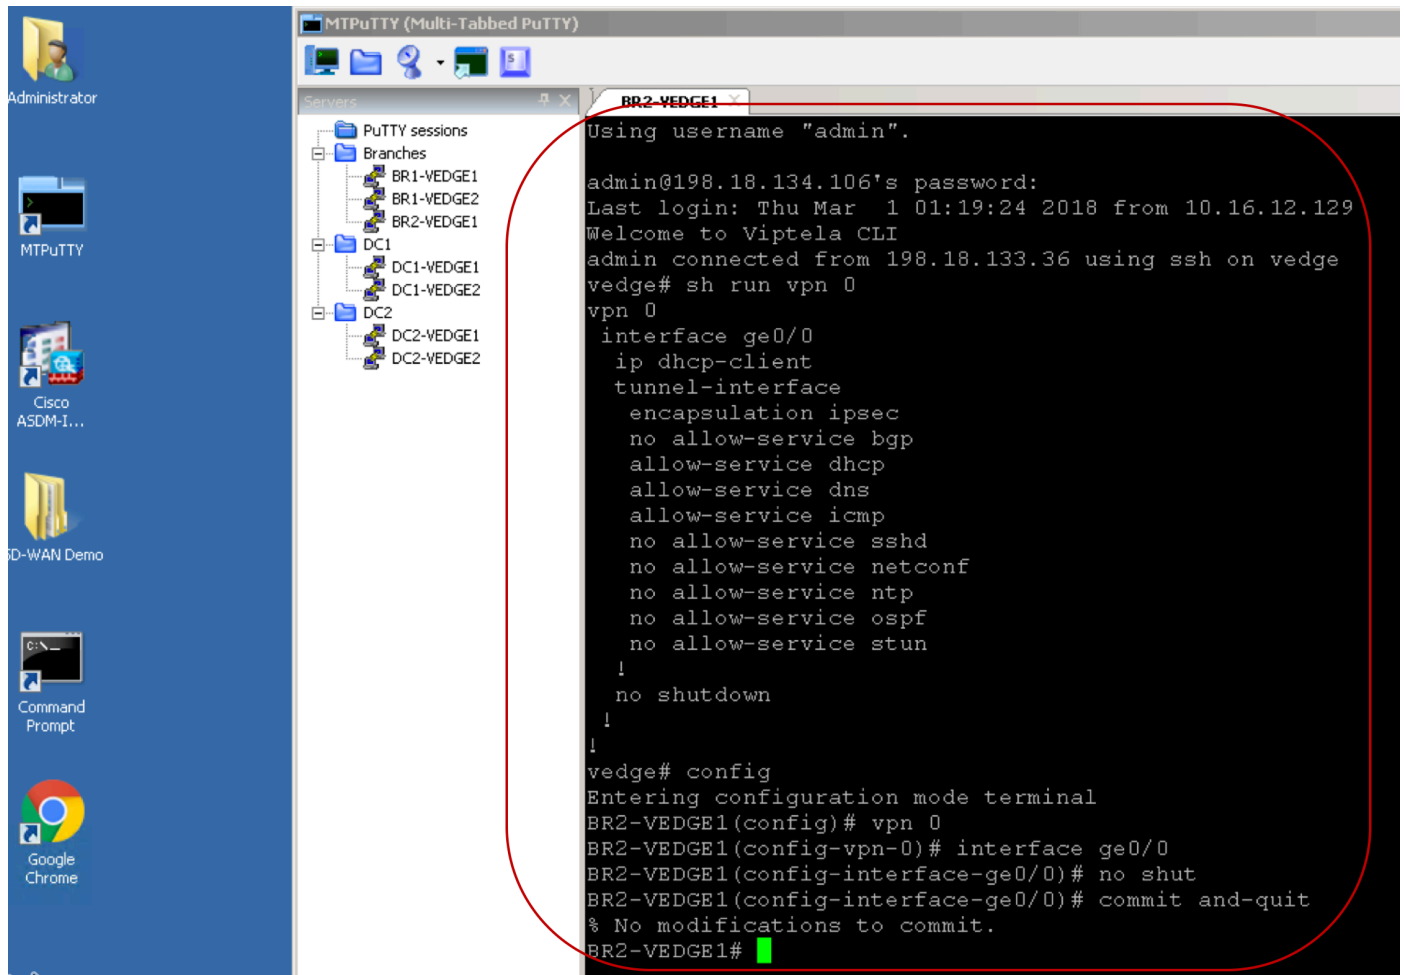 Administrator
MTPuTTY
Cisco
ASDM-I...
SD-WAN Demo
C:\_
Command
Prompt
Google
Chrome
MTPuTTY (Multi-Tabbed PuTTY)
S
Servers
PuTTY sessions
Branches
BR1-VEDGE1
BR1-VEDGE2
BR2-VEDGE1
DC1
DC1-VEDGE1
DC1-VEDGE2
DC2
DC2-VEDGE1
DC2-VEDGE2
BR2-VEDGE1
Using username "admin".
admin@198.18.134.106's password:
Last login: Thu Mar  1 01:19:24 2018 from 10.16.12.129
Welcome to Viptela CLI
admin connected from 198.18.133.36 using ssh on vedge
vedge# sh run vpn 0
vpn 0
interface ge0/0
ip dhcp-client
tunnel-interface
encapsulation ipsec
no allow-service bgp
allow-service dhcp
allow-service dns
allow-service icmp
no allow-service sshd
no allow-service netconf
no allow-service ntp
no allow-service ospf
no allow-service stun
!
no shutdown
!
!
vedge# config
Entering configuration mode terminal
BR2-VEDGE1(config)# vpn 0
BR2-VEDGE1(config-vpn-0)# interface ge0/0
BR2-VEDGE1(config-interface-ge0/0)# no shut
BR2-VEDGE1(config-interface-ge0/0)# commit and-quit
% No modifications to commit.
BR2-VEDGE1#